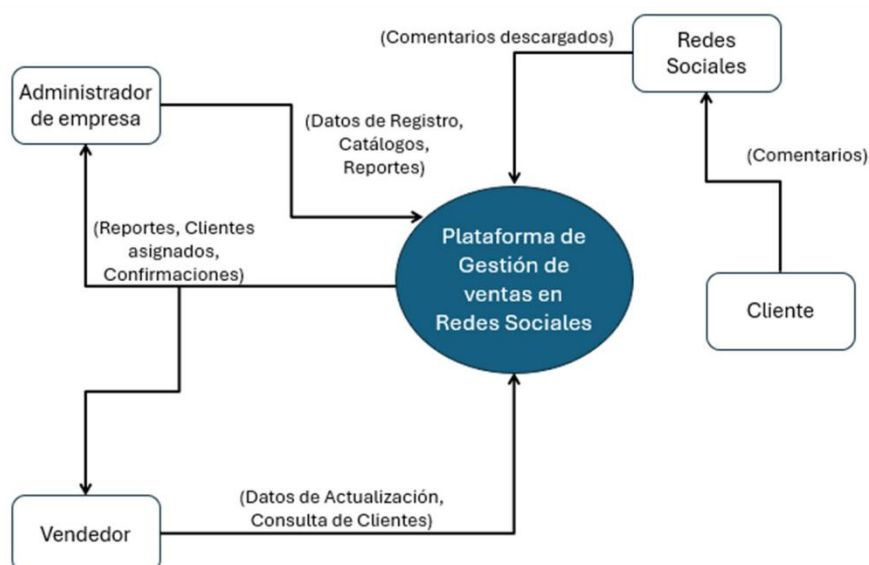 (Comentarios descargados)
Redes
Sociales
Administrador
de empresa
(Datos de Registro,
Catálogos,
Reportes)
(Comentarios)
(Reportes, Clientes
asignados,
Confirmaciones)
Plataforma de
Gestión de
ventas en
Redes Sociales
Cliente
(Datos de Actualización,
Consulta de Clientes)
Vendedor